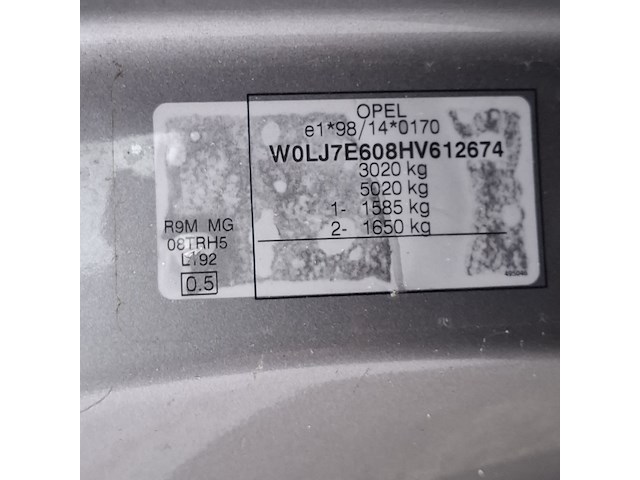 OPEL
e1*98/14*0170
W0LJ7E608HV612674
3020 kg
5020 kg
1- 1585 kg
2- 1650 kg
R9M MG
08TRH5
L192
0.5